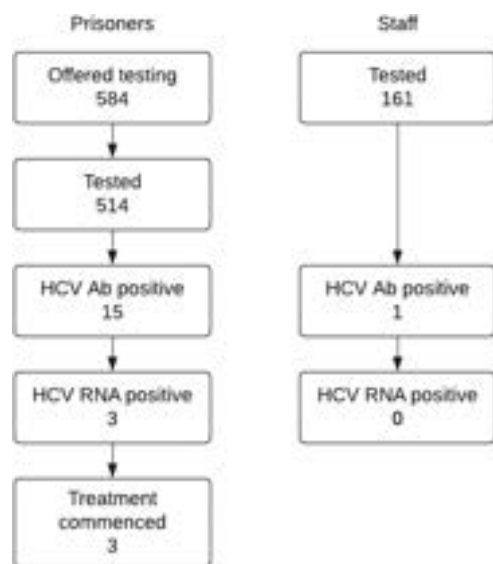 Prisoners
Offered testing
584
Tested
514
HCV Ab positive
15
HCV RNA positive
3
Treatment
commenced
3
Staff
Tested
161
HCV Ab positive
1
HCV RNA positive
0